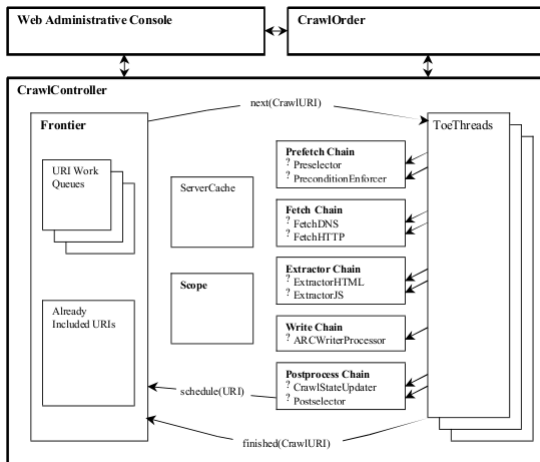 Web Administrative Console
CrawlOrder
CrawlController
next(CrawlURI)
Frontier
ToeThreads
URI Work
Queues
ServerCache
Prefetch Chain
? Preselector
? PreconditionEnforcer
Fetch Chain
? FetchDNS
? FetchHTTP
Scope
Extractor Chain
? ExtractorHTML
? ExtractorJS
Already
Included URIs
Write Chain
? ARCWriterProcessor
Postprocess Chain
? CrawlStateUpdater
? Postselector
schedule(URI)
finished(CrawlURI)